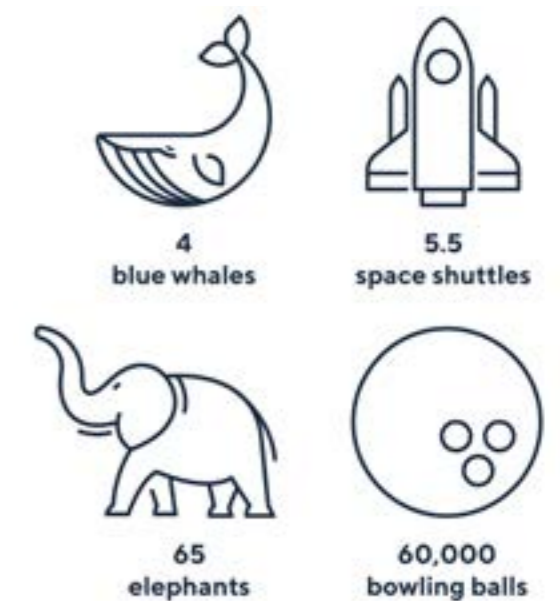 4
blue whales
5.5
space shuttles
65
elephants
60,000
bowling balls